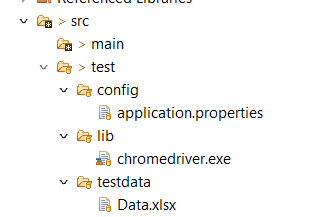 Referenced Libraries
> src
> main
> test
config
application.properties
lib
chromedriver.exe
testdata
Data.xlsx